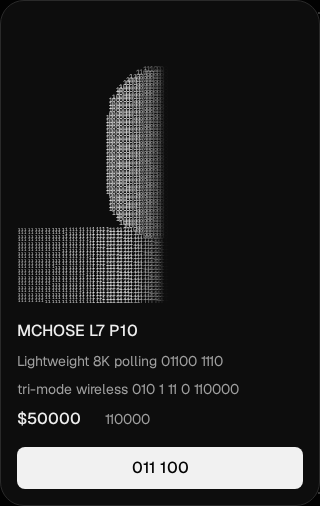 MCHOSE L7 P10
Lightweight 8K polling 01100 1110
tri-mode wireless 010 1 11 0 110000
$50000 110000
011 100